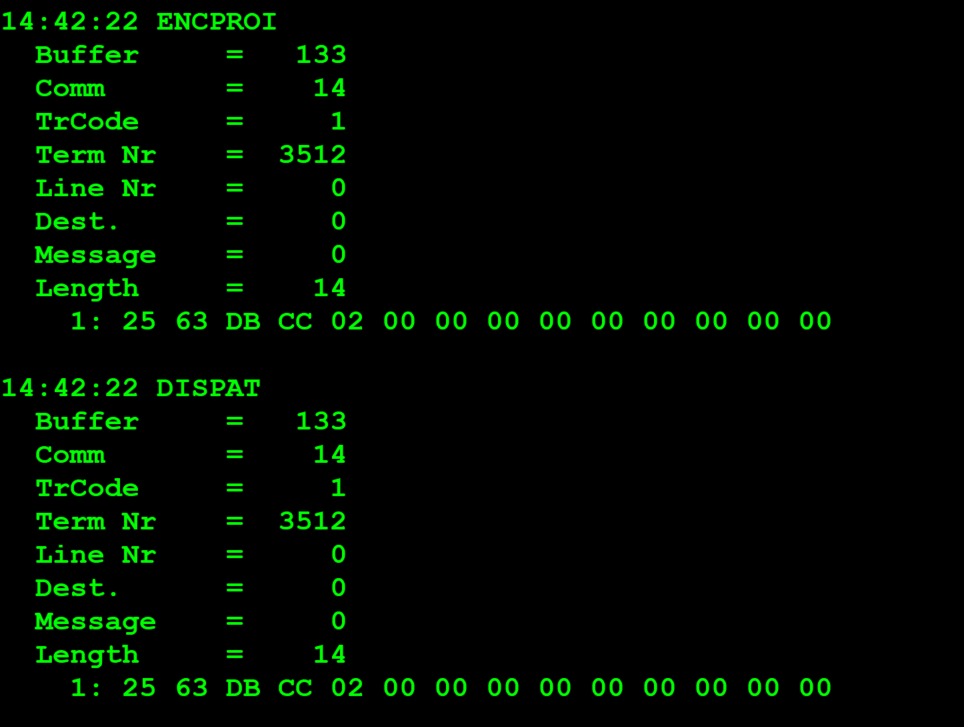 14:42:22 ENCPROI
  Buffer     =   133
  Comm       =    14
  TrCode     =     1
  Term Nr    =  3512
  Line Nr    =     0
  Dest.      =     0
  Message    =     0
  Length     =    14
    1: 25 63 DB CC 02 00 00 00 00 00 00 00 00 00

14:42:22 DISPAT
  Buffer     =   133
  Comm       =    14
  TrCode     =     1
  Term Nr    =  3512
  Line Nr    =     0
  Dest.      =     0
  Message    =     0
  Length     =    14
    1: 25 63 DB CC 02 00 00 00 00 00 00 00 00 00